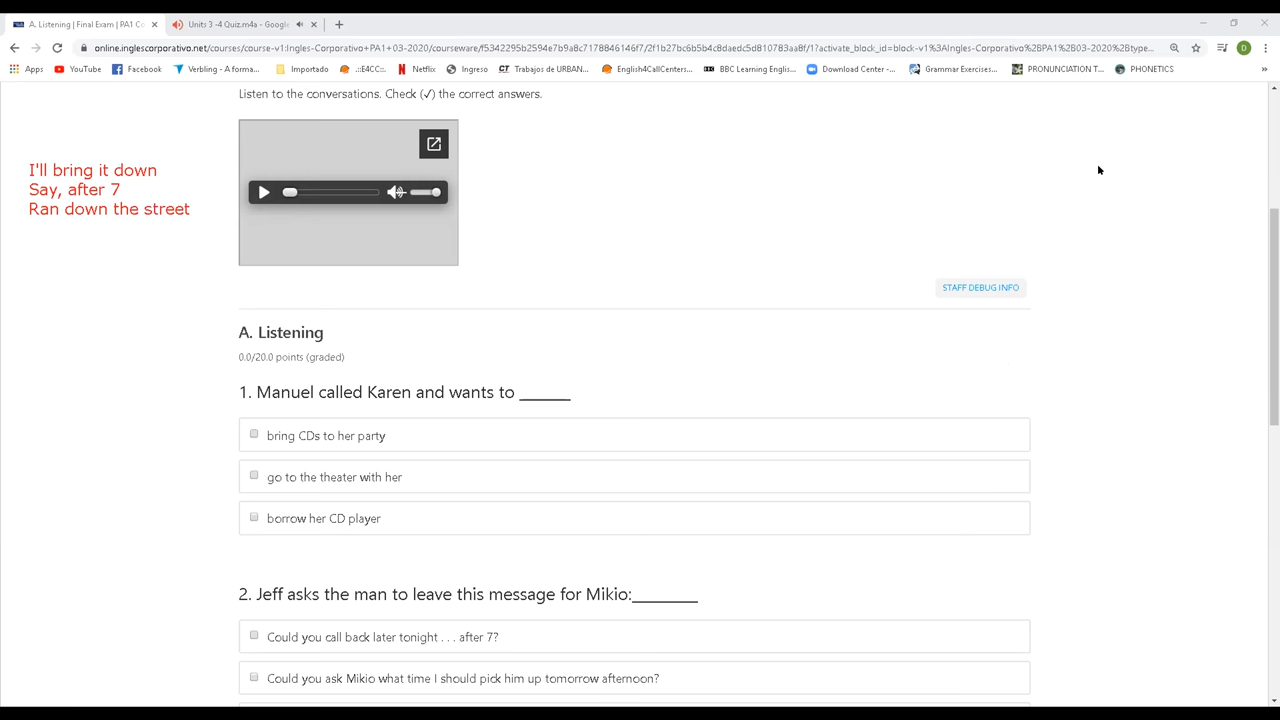 A. Listening | Final Exam | PA1 Co
Units 3 -4 Quiz.m4a - Google
online.inglescorporativo.net/courses/course-v1:Ingles-Corporativo+PA1+03-2020/courseware/f5342295b2594e7b9a8c7178846146f7/2f1b27bc6b5b4c8daedc5d810783aa8f/1?activate_block_id=block-v1%3AIngles-Corporativo%2BPA1%2B03-2020%2Btype...
D
Apps YouTube Facebook Verbling - A forma... Importado .::E4CC::. Netflix Ingreso Trabajos de URBAN... English4CallCenters... BBC Learning Englis... Download Center -... Grammar Exercises... PRONUNCIATION T... PHONETICS
Listen to the conversations. Check (✓) the correct answers.
I'll bring it down
Say, after 7
Ran down the street
STAFF DEBUG INFO
A. Listening
0.0/20.0 points (graded)
1. Manuel called Karen and wants to ______
bring CDs to her party
go to the theater with her
borrow her CD player
2. Jeff asks the man to leave this message for Mikio:________
Could you call back later tonight . . . after 7?
Could you ask Mikio what time I should pick him up tomorrow afternoon?